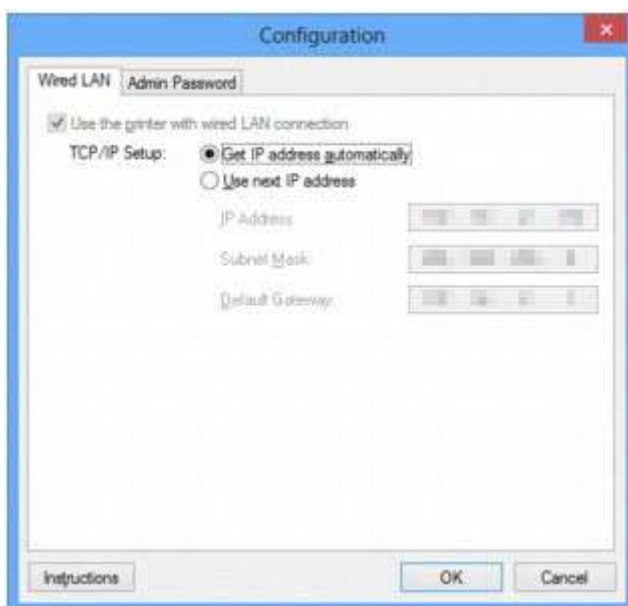 Configuration
Wired LAN Admin Password
Use the printer with wired LAN connection
TCP/IP Setup: Get IP address automatically
Use next IP address
IP Address
Subnet Mask:
Default Gateway:
Instructions OK Cancel